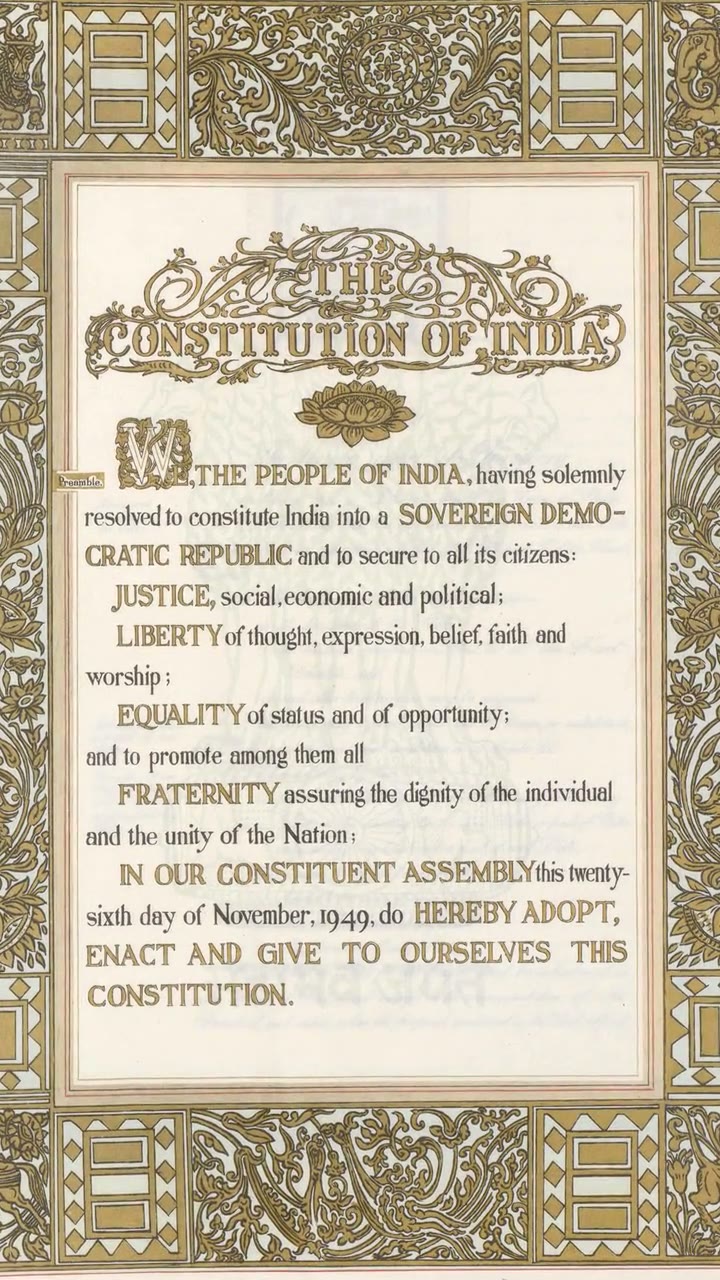 THE
CONSTITUTION OF INDIA
Preamble.
WE, THE PEOPLE OF INDIA, having solemnly
resolved to constitute India into a SOVEREIGN DEMO-
CRATIC REPUBLIC and to secure to all its citizens:
JUSTICE, social, economic and political;
LIBERTY of thought, expression, belief, faith and
worship;
EQUALITY of status and of opportunity;
and to promote among them all
FRATERNITY assuring the dignity of the individual
and the unity of the Nation;
IN OUR CONSTITUENT ASSEMBLY this twenty-
sixth day of November, 1949, do HEREBY ADOPT,
ENACT AND GIVE TO OURSELVES THIS
CONSTITUTION.